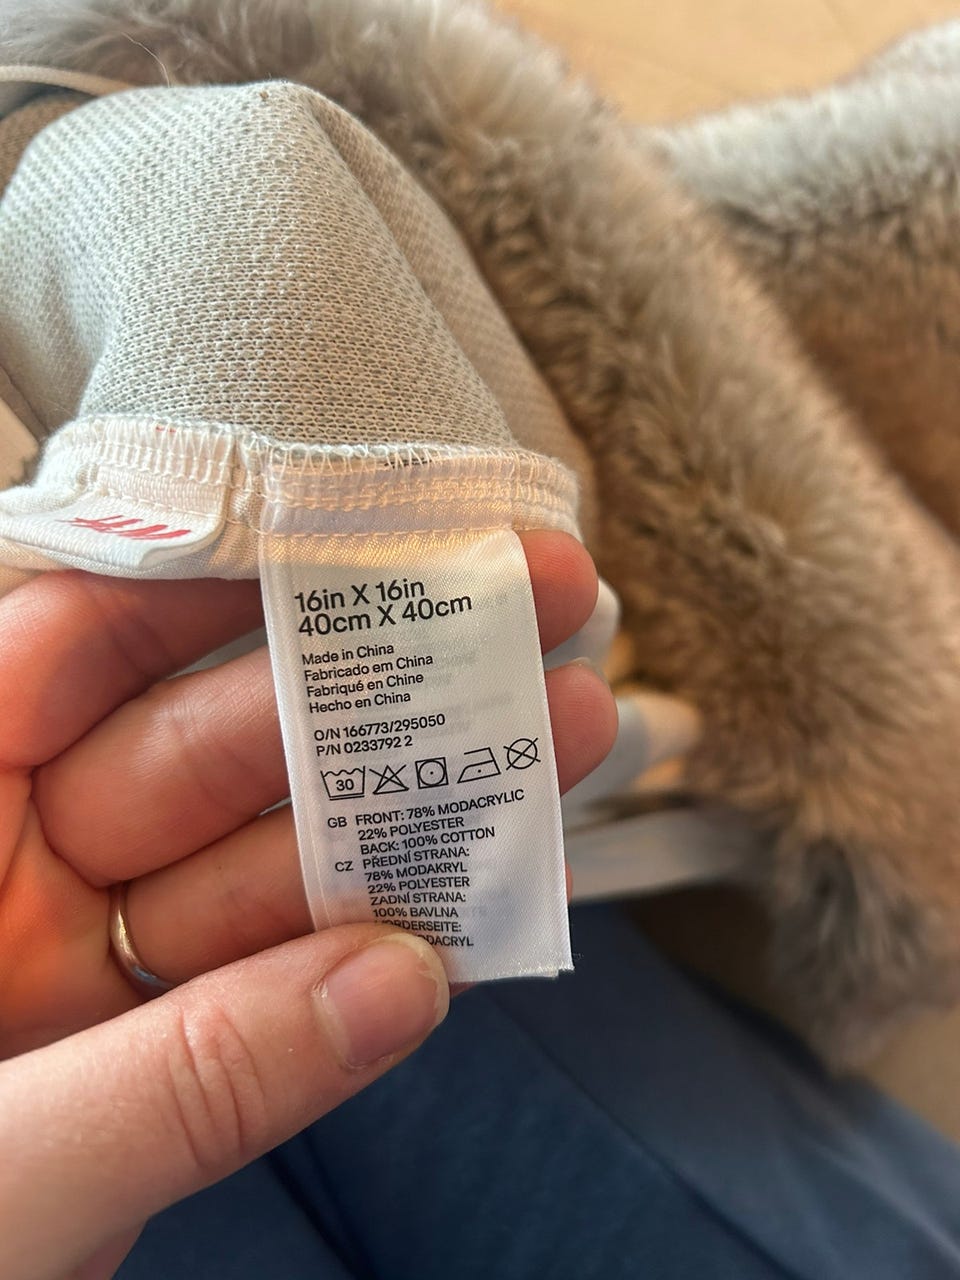 H&M
16in X 16in
40cm X 40cm
Made in China
Fabricado em China
Fabriqué en Chine
Hecho en China
O/N 166773/295050
P/N 0233792 2
30
GB FRONT: 78% MODACRYLIC
22% POLYESTER
BACK: 100% COTTON
CZ PŘEDNÍ STRANA:
78% MODAKRYL
22% POLYESTER
ZADNÍ STRANA:
100% BAVLNA